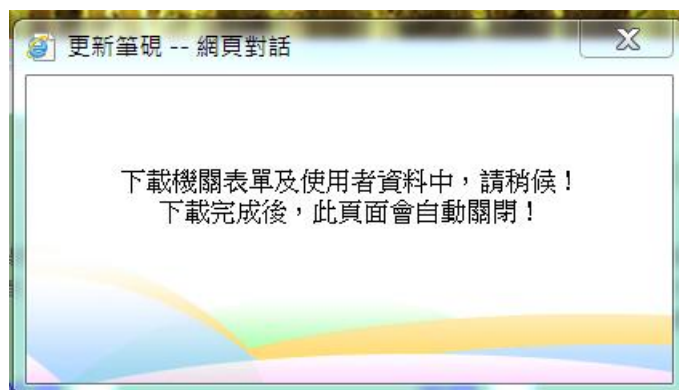 更新筆硯 -- 網頁對話
下載機關表單及使用者資料中，請稍候！
下載完成後，此頁面會自動關閉！